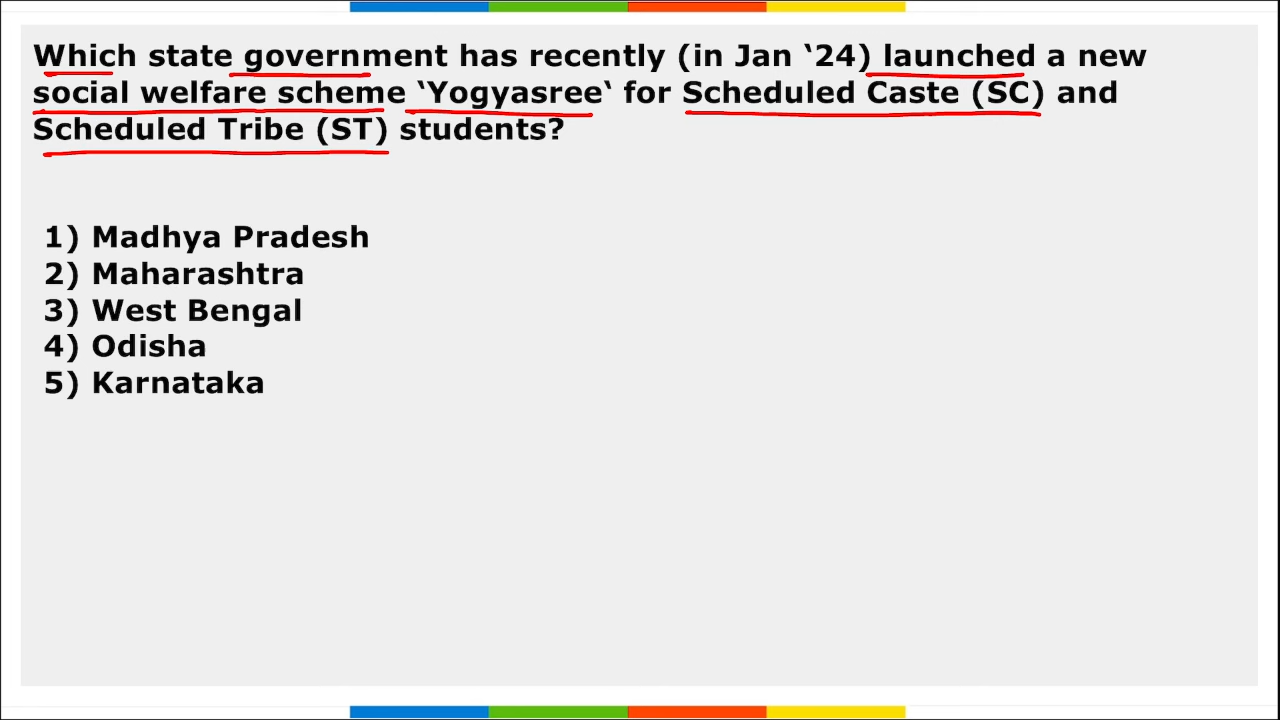 Which state government has recently (in Jan ‘24) launched a new
social welfare scheme ‘Yogyasree‘ for Scheduled Caste (SC) and
Scheduled Tribe (ST) students?
1) Madhya Pradesh
2) Maharashtra
3) West Bengal
4) Odisha
5) Karnataka